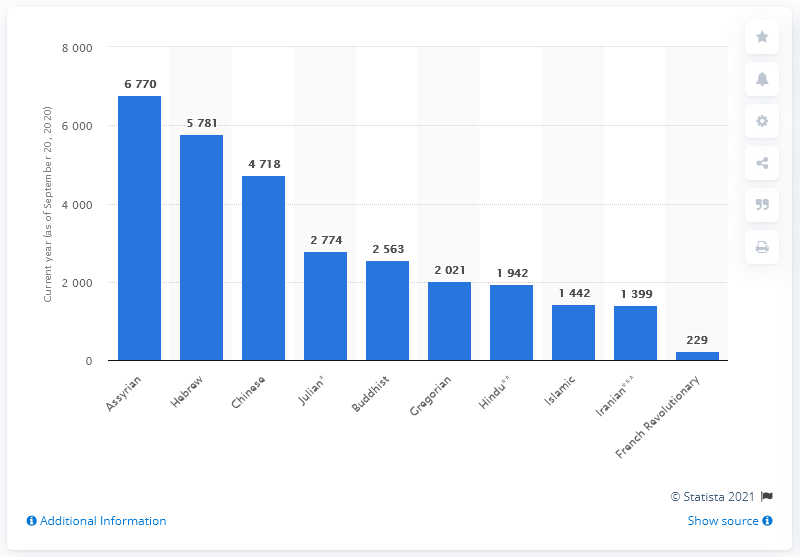 8 000
6 000
4 000
2 000
0
Current year (as of September 20, 2020)
6 770
5 781
4 718
2 774
2 563
2 021
1 942
1 442
1 399
229
Assyrian
Hebrew
Chinese
Julian*
Buddhist
Gregorian
Hindu**
Islamic
Iranian***
French Revolutionary
© Statista 2021
Additional Information
Show source